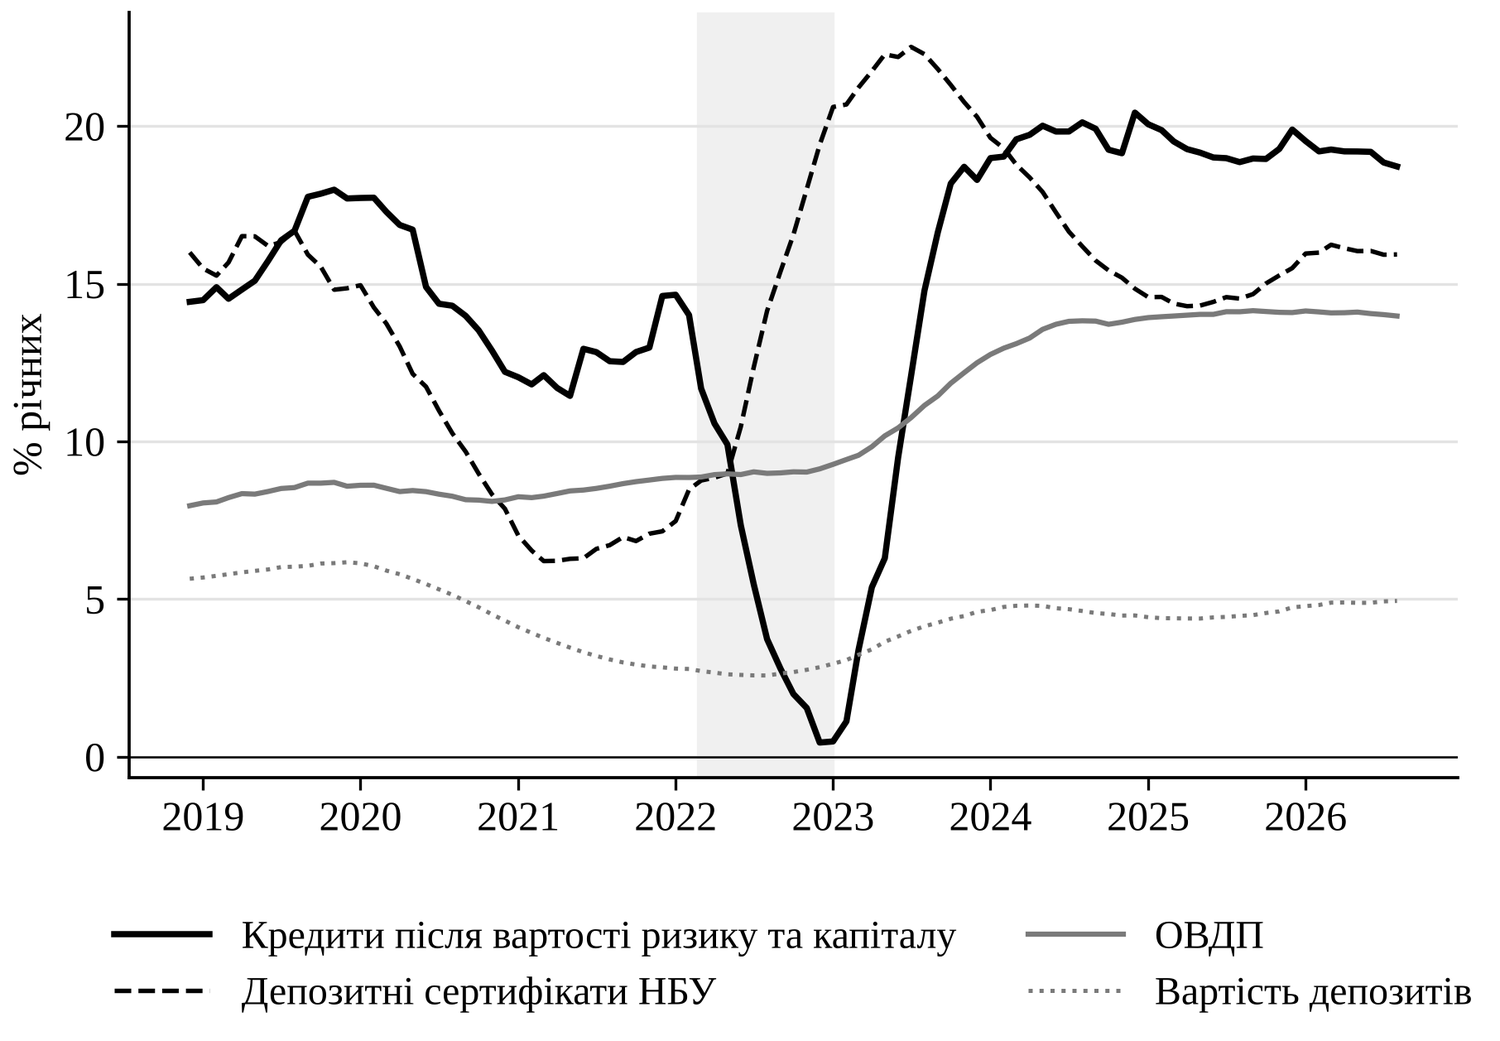 % річних
20
15
10
5
0
2019 2020 2021 2022 2023 2024 2025 2026
Кредити після вартості ризику та капіталу
Депозитні сертифікати НБУ
ОВДП
Вартість депозитів